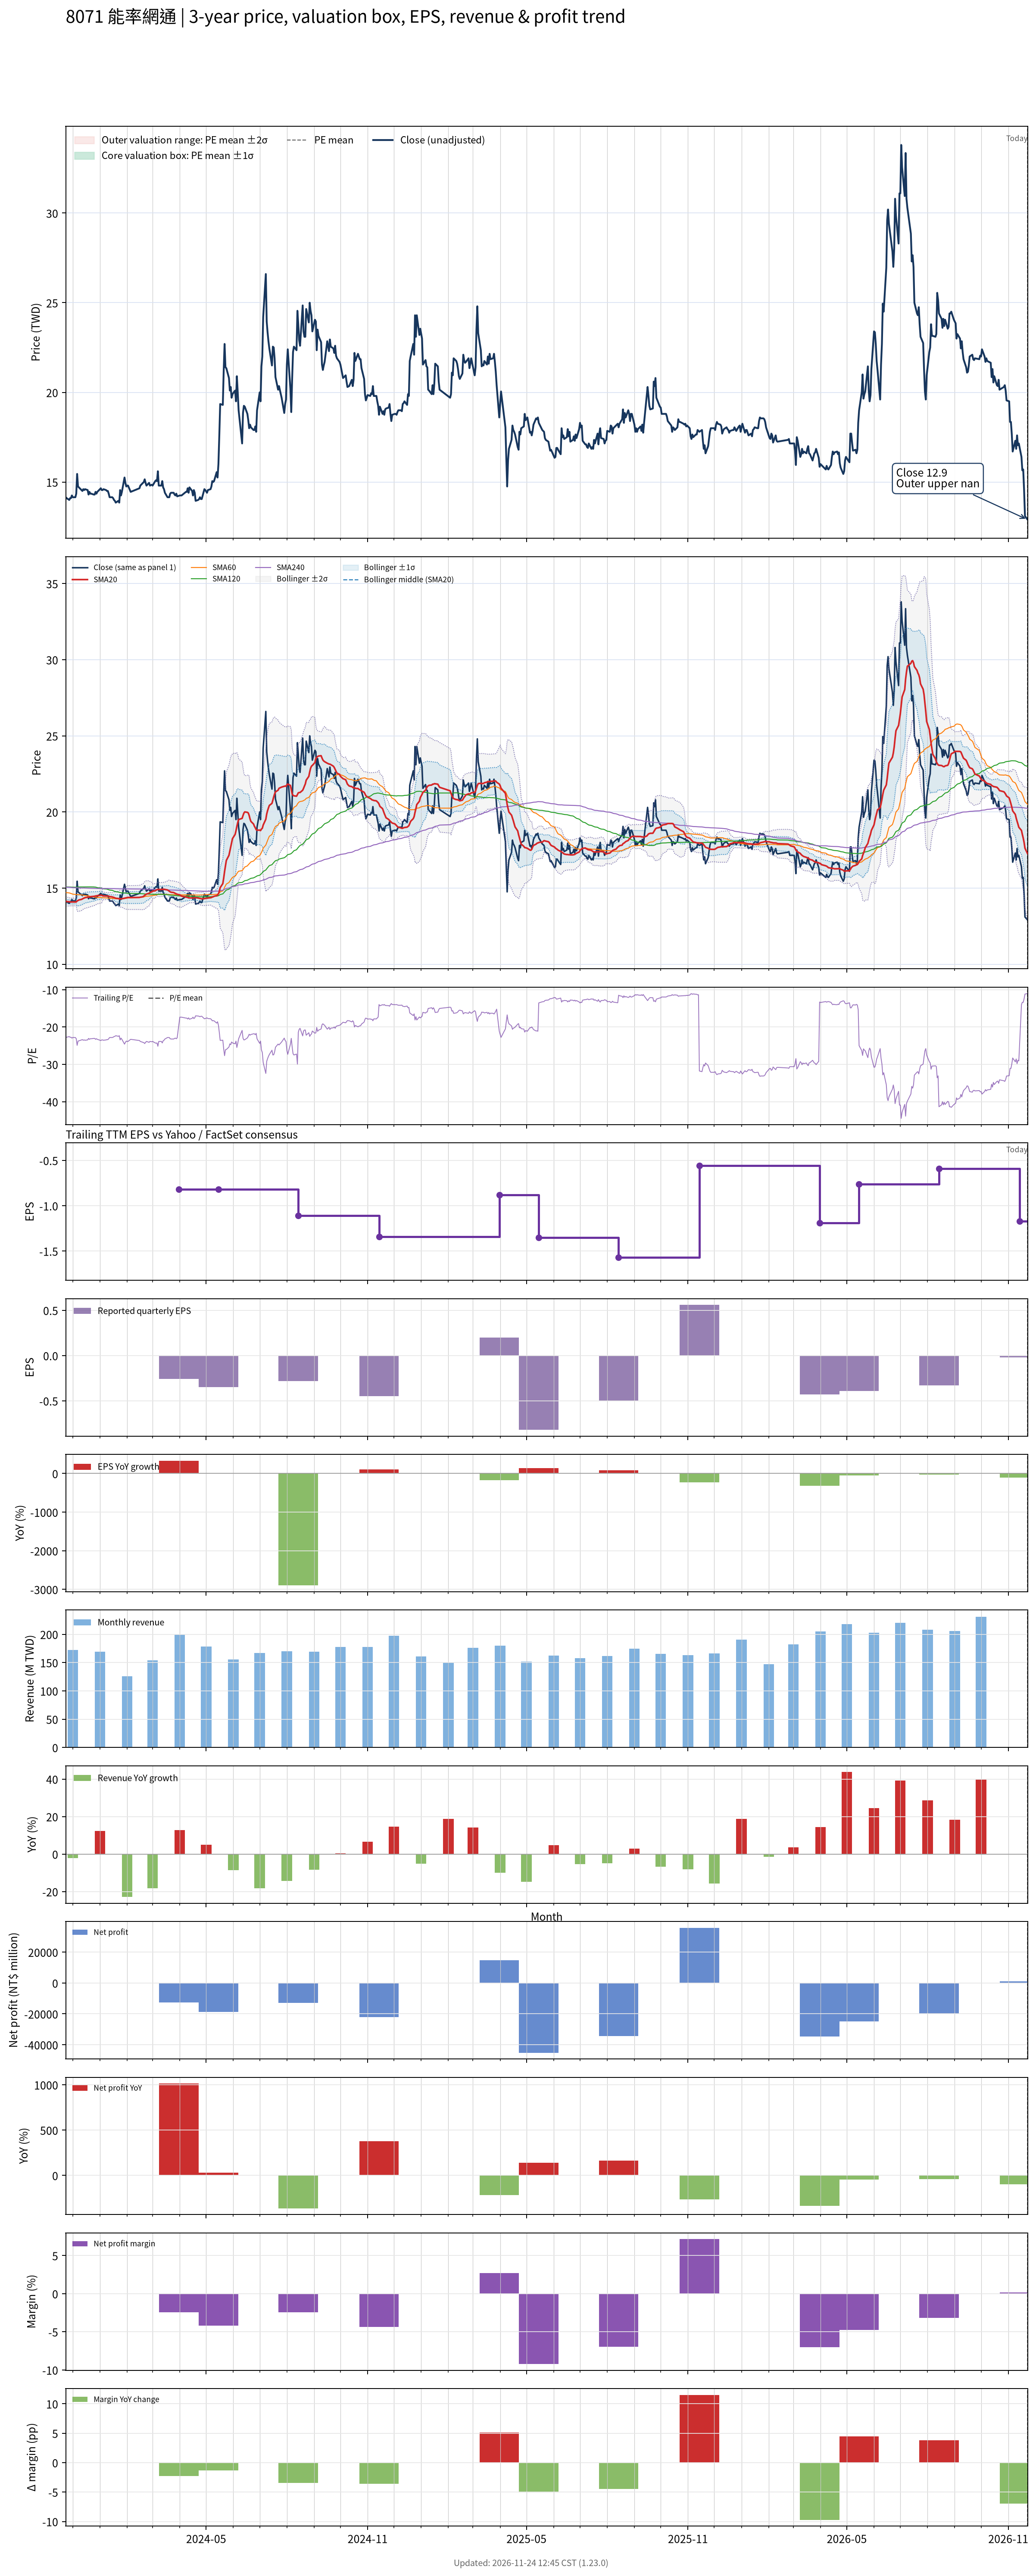 8071 能率網通 | 3-year price, valuation box, EPS, revenue & profit trend
Outer valuation range: PE mean ±2σ
Core valuation box: PE mean ±1σ
PE mean
Close (unadjusted)
Today
Price (TWD)
30
25
20
15
Close 12.9
Outer upper nan
Close (same as panel 1)
SMA20
SMA60
SMA120
SMA240
Bollinger ±2σ
Bollinger ±1σ
Bollinger middle (SMA20)
Price
35
30
25
20
15
10
Trailing P/E
P/E mean
P/E
-10
-20
-30
-40
Trailing TTM EPS vs Yahoo / FactSet consensus
Today
EPS
-0.5
-1.0
-1.5
Reported quarterly EPS
EPS
0.5
0.0
-0.5
EPS YoY growth
YoY (%)
0
-1000
-2000
-3000
Monthly revenue
Revenue (M TWD)
200
150
100
50
0
Revenue YoY growth
YoY (%)
40
20
0
-20
Month
Net profit
Net profit (NT$ million)
20000
0
-20000
-40000
Net profit YoY
YoY (%)
1000
500
0
Net profit margin
Margin (%)
5
0
-5
-10
Margin YoY change
Δ margin (pp)
10
5
0
-5
-10
2024-05
2024-11
2025-05
2025-11
2026-05
2026-11
Updated: 2026-11-24 12:45 CST (1.23.0)